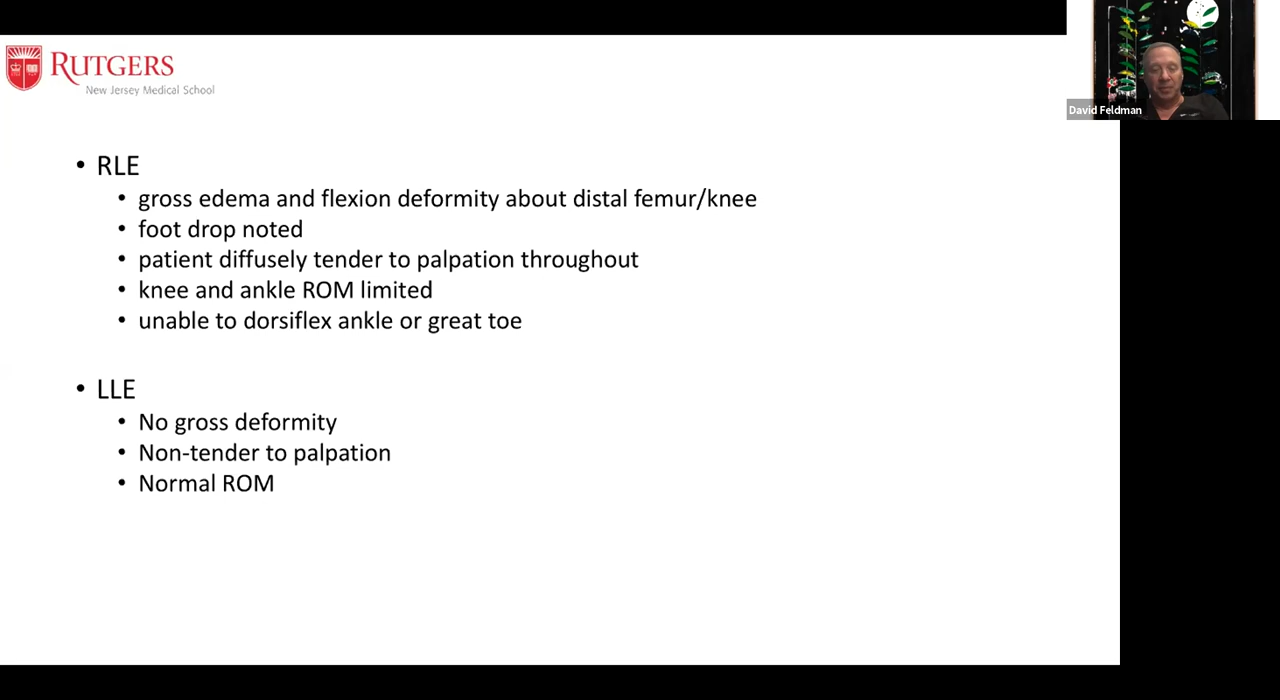 RUTGERS
New Jersey Medical School
David Feldman
• RLE
• gross edema and flexion deformity about distal femur/knee
• foot drop noted
• patient diffusely tender to palpation throughout
• knee and ankle ROM limited
• unable to dorsiflex ankle or great toe
• LLE
• No gross deformity
• Non-tender to palpation
• Normal ROM